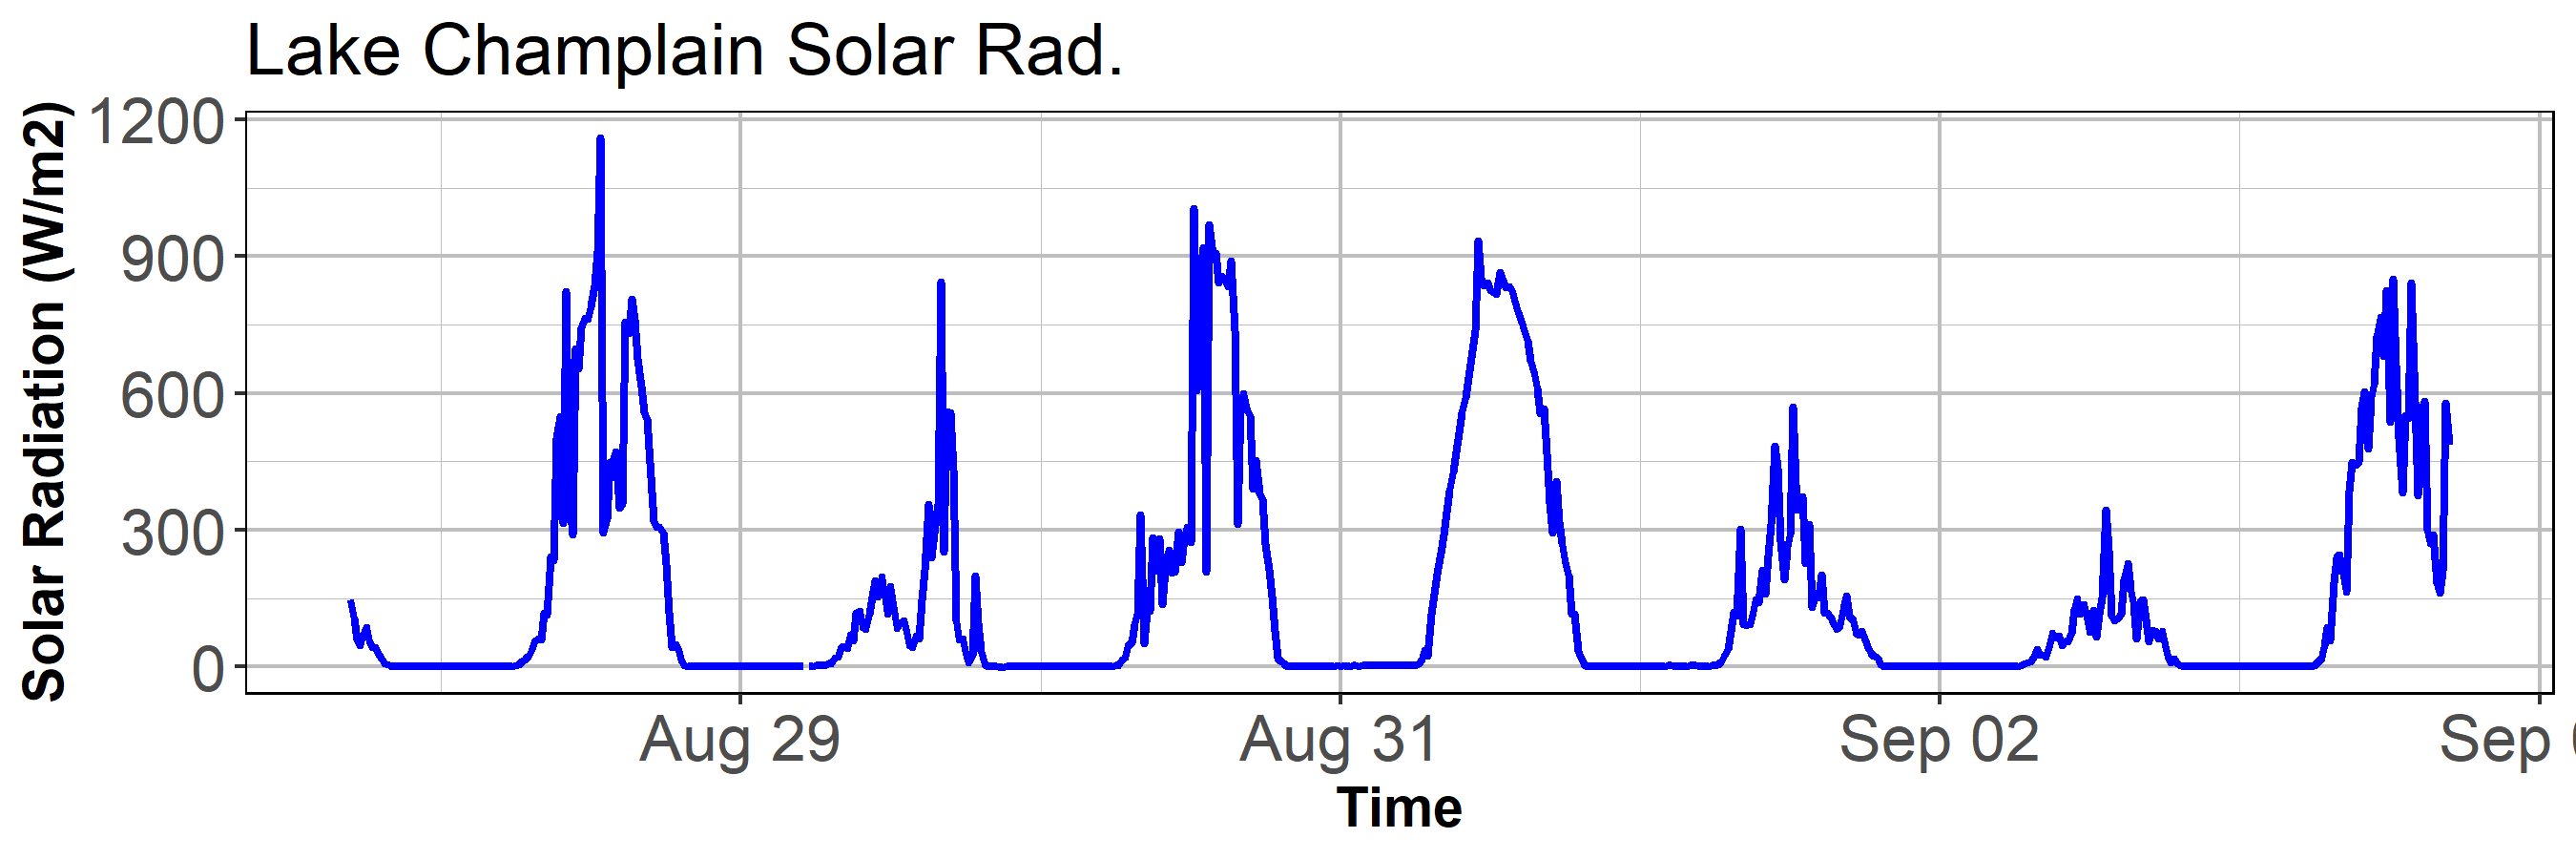 Lake Champlain Solar Rad.
Solar Radiation (W/m2)
1200
900
600
300
0
Aug 29 Aug 31 Sep 02 Sep
Time